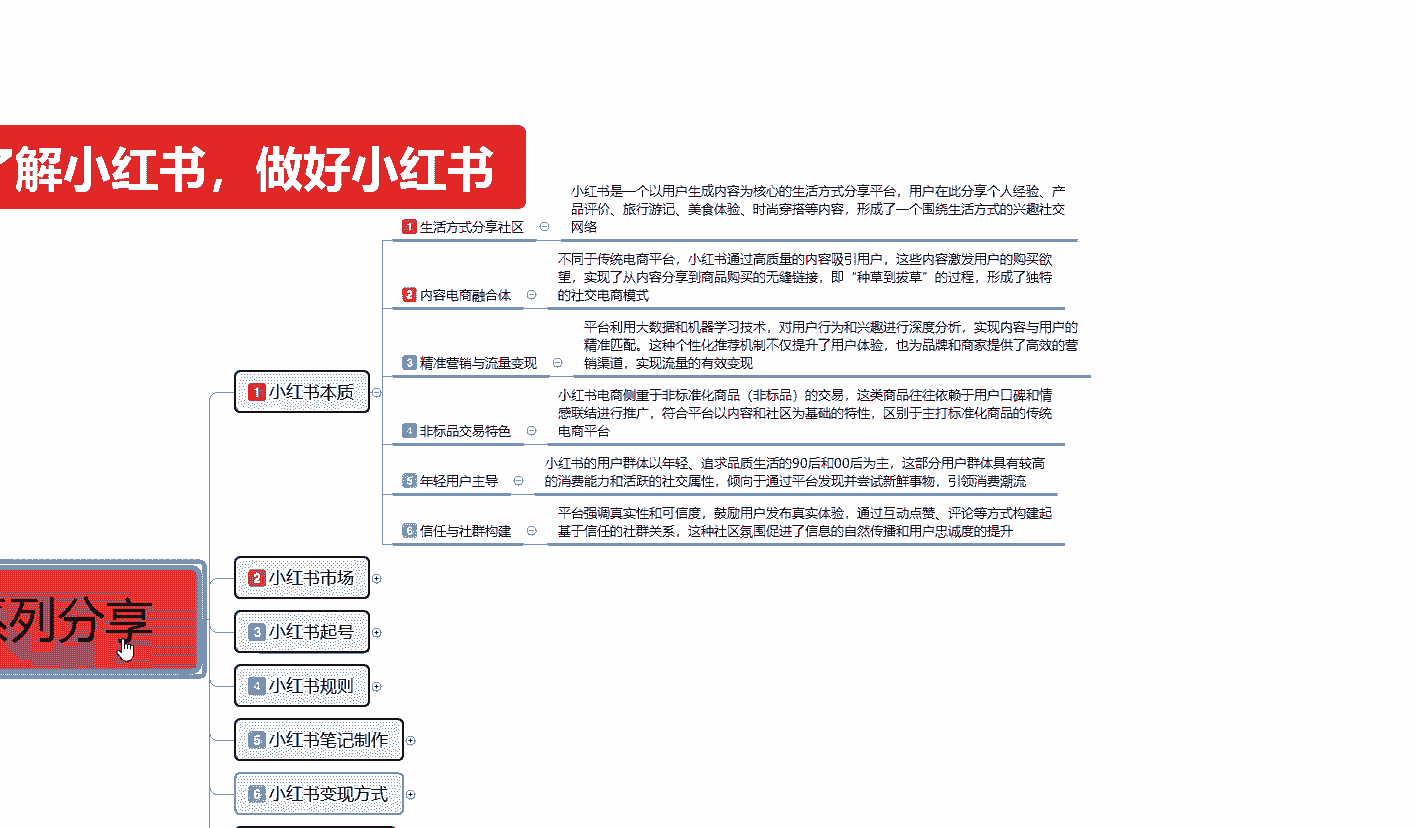 了解小红书，做好小红书
1 小红书本质
1 生活方式分享社区
小红书是一个以用户生成内容为核心的生活方式分享平台，用户在此分享个人经验、产
品评价、旅行游记、美食体验、时尚穿搭等内容，形成了一个围绕生活方式的兴趣社交
网络
2 内容电商融合体
不同于传统电商平台，小红书通过高质量的内容吸引用户，这些内容激发用户的购买欲
望，实现了从内容分享到商品购买的无缝链接，即“种草到拔草”的过程，形成了独特
的社交电商模式
3 精准营销与流量变现
平台利用大数据和机器学习技术，对用户行为和兴趣进行深度分析，实现内容与用户的
精准匹配。这种个性化推荐机制不仅提升了用户体验，也为品牌和商家提供了高效的营
销渠道，实现流量的有效变现
4 非标品交易特色
小红书电商侧重于非标准化商品（非标品）的交易，这类商品往往依赖于用户口碑和情
感联结进行推广，符合平台以内容和社区为基础的特性，区别于主打标准化商品的传统
电商平台
5 年轻用户主导
小红书的用户群体以年轻、追求品质生活的90后和00后为主，这部分用户群体具有较高
的消费能力和活跃的社交属性，倾向于通过平台发现并尝试新鲜事物，引领消费潮流
6 信任与社群构建
平台强调真实性和可信度，鼓励用户发布真实体验，通过互动点赞、评论等方式构建起
基于信任的社群关系，这种社区氛围促进了信息的自然传播和用户忠诚度的提升
系列分享
2 小红书市场
3 小红书起号
4 小红书规则
5 小红书笔记制作
6 小红书变现方式